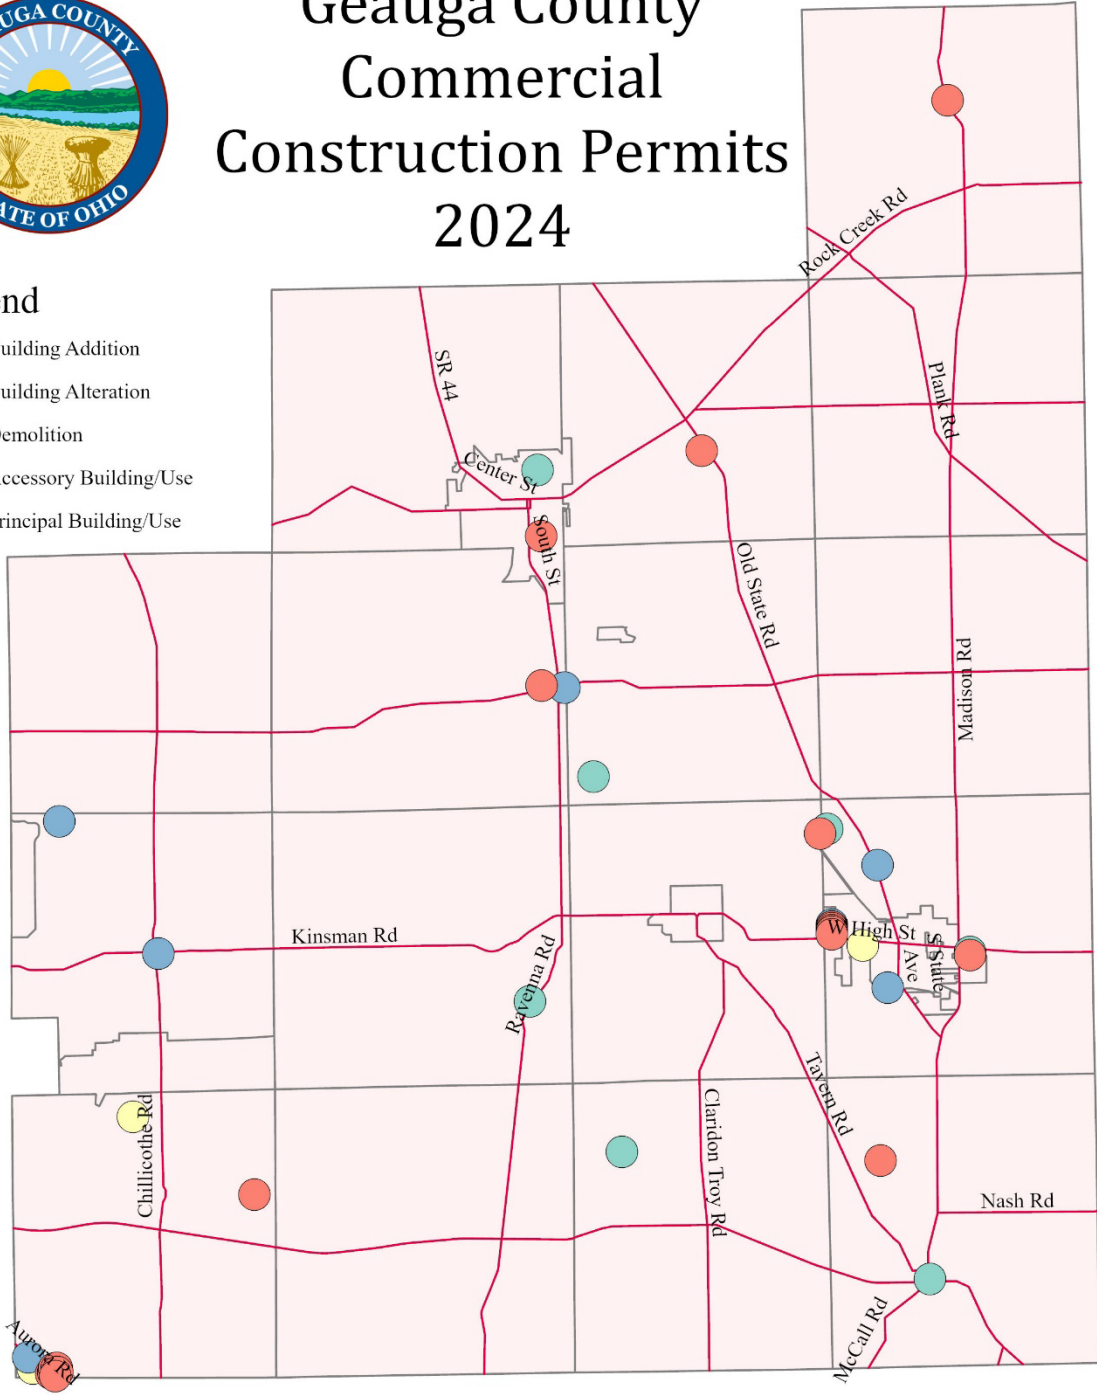 UGA COUNTY
ATE OF OHIO
Geauga County
Commercial
Construction Permits
2024
nd
uilding Addition
uilding Alteration
emolition
ccessory Building/Use
rincipal Building/Use
Rock Creek Rd
SR 44
Plank Rd
Center St
South St
Old State Rd
Madison Rd
Kinsman Rd
W High St
Ave
S State
Ravenna Rd
Tavern Rd
Claridon Troy Rd
Chillicothe Rd
Nash Rd
McCall Rd
Aurora Rd